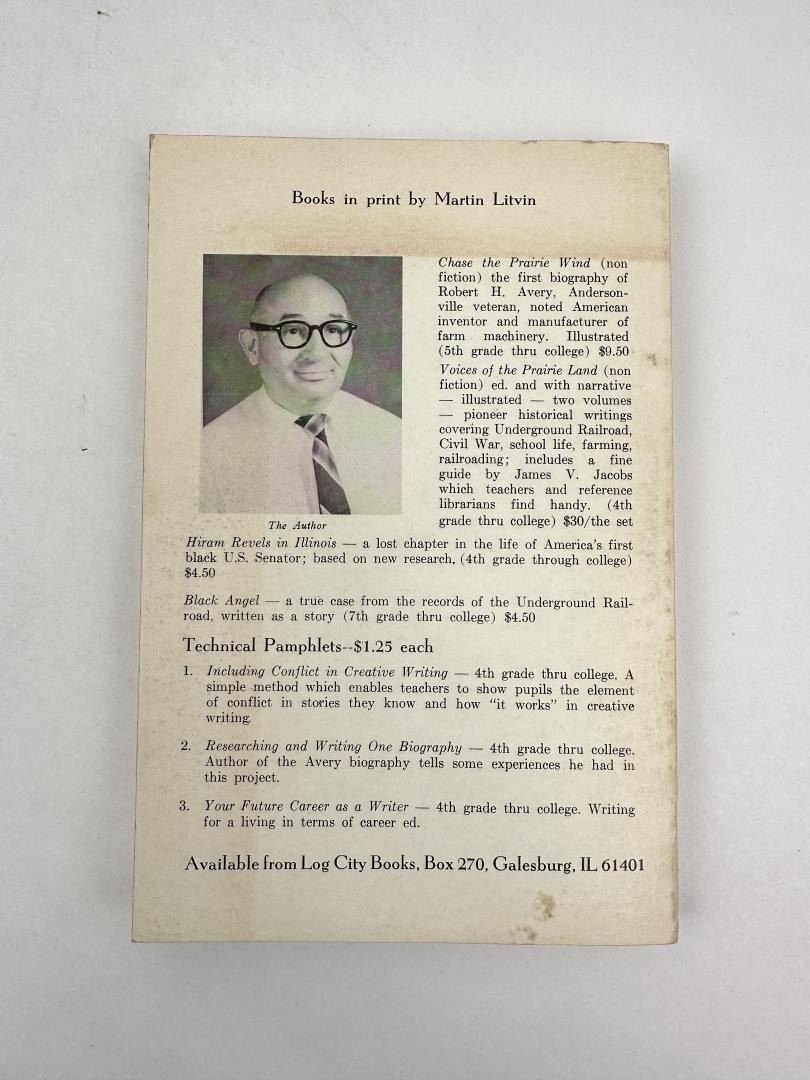 Books in print by Martin Litvin
Chase the Prairie Wind (non
fiction) the first biography of
Robert H. Avery, Anderson-
ville veteran, noted American
inventor and manufacturer of
farm machinery. Illustrated
(5th grade thru college) $9.50
Voices of the Prairie Land (non
fiction) ed. and with narrative
— illustrated — two volumes
— pioneer historical writings
covering Underground Railroad,
Civil War, school life, farming,
railroading; includes a fine
guide by James V. Jacobs
which teachers and reference
librarians find handy. (4th
grade thru college) $30/the set
The Author
Hiram Revels in Illinois — a lost chapter in the life of America's first
black U.S. Senator; based on new research. (4th grade through college)
$4.50
Black Angel — a true case from the records of the Underground Rail-
road, written as a story (7th grade thru college) $4.50
Technical Pamphlets--$1.25 each
1. Including Conflict in Creative Writing — 4th grade thru college. A
simple method which enables teachers to show pupils the element
of conflict in stories they know and how "it works" in creative
writing.
2. Researching and Writing One Biography — 4th grade thru college.
Author of the Avery biography tells some experiences he had in
this project.
3. Your Future Career as a Writer — 4th grade thru college. Writing
for a living in terms of career ed.
Available from Log City Books, Box 270, Galesburg, IL 61401